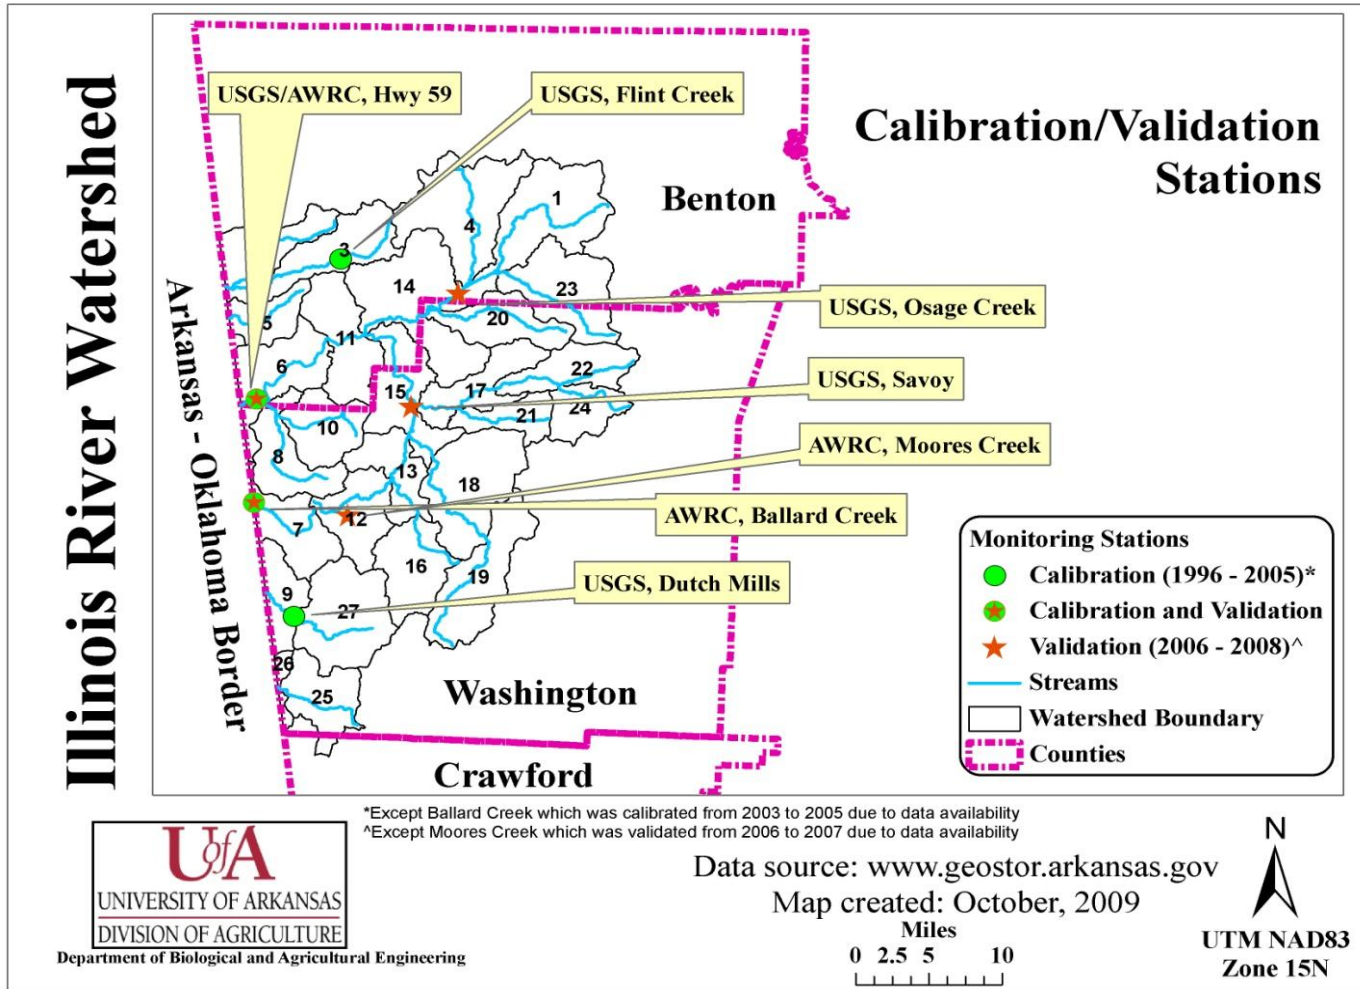 Illinois River Watershed
Calibration/Validation
Stations
USGS/AWRC, Hwy 59
USGS, Flint Creek
Benton
1
4
3
14
23
USGS, Osage Creek
5
20
11
6
22
USGS, Savoy
15
17
24
21
10
AWRC, Moores Creek
8
13
18
AWRC, Ballard Creek
12
7
16
19
USGS, Dutch Mills
9
27
26
25
Arkansas - Oklahoma Border
Washington
Crawford
Monitoring Stations
Calibration (1996 - 2005)*
Calibration and Validation
Validation (2006 - 2008)^
Streams
Watershed Boundary
Counties
*Except Ballard Creek which was calibrated from 2003 to 2005 due to data availability
^Except Moores Creek which was validated from 2006 to 2007 due to data availability
UofA
UNIVERSITY OF ARKANSAS
DIVISION OF AGRICULTURE
Department of Biological and Agricultural Engineering
Data source: www.geostor.arkansas.gov
Map created: October, 2009
Miles
0 2.5 5 10
N
UTM NAD83
Zone 15N